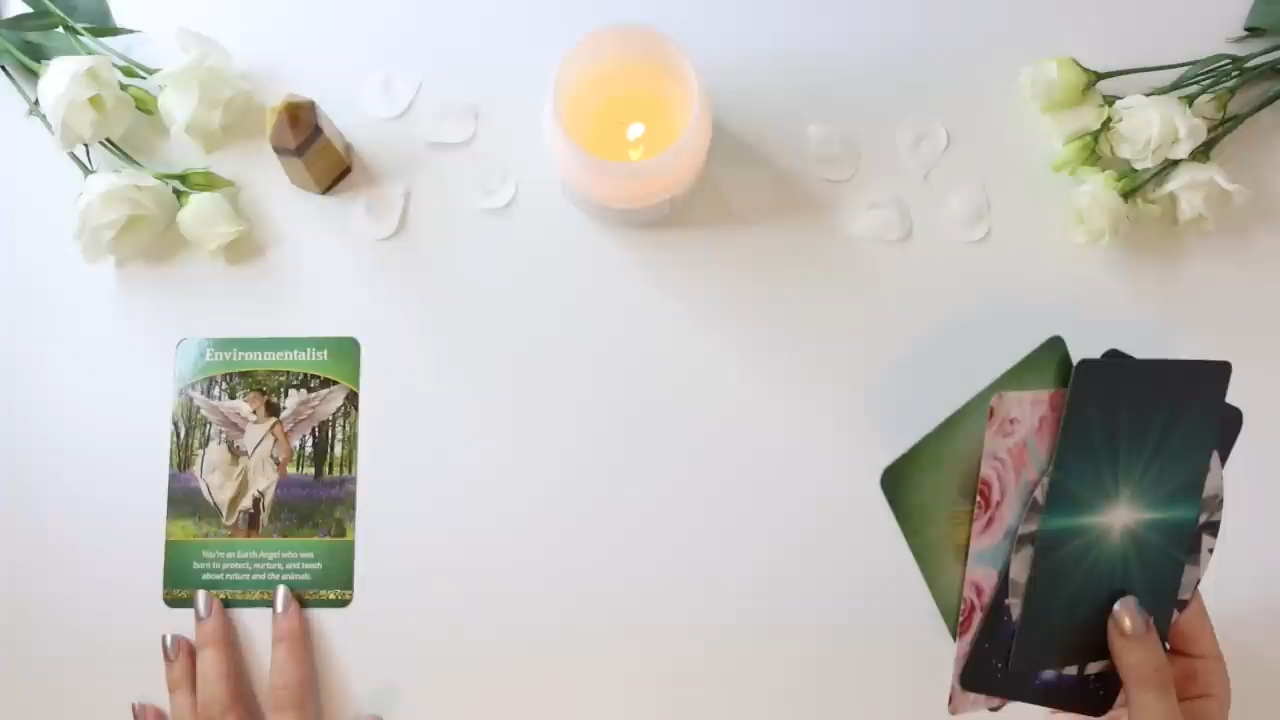 Environmentalist
You're an Earth Angel who was
born to protect, nurture, and teach
about nature and the animals.